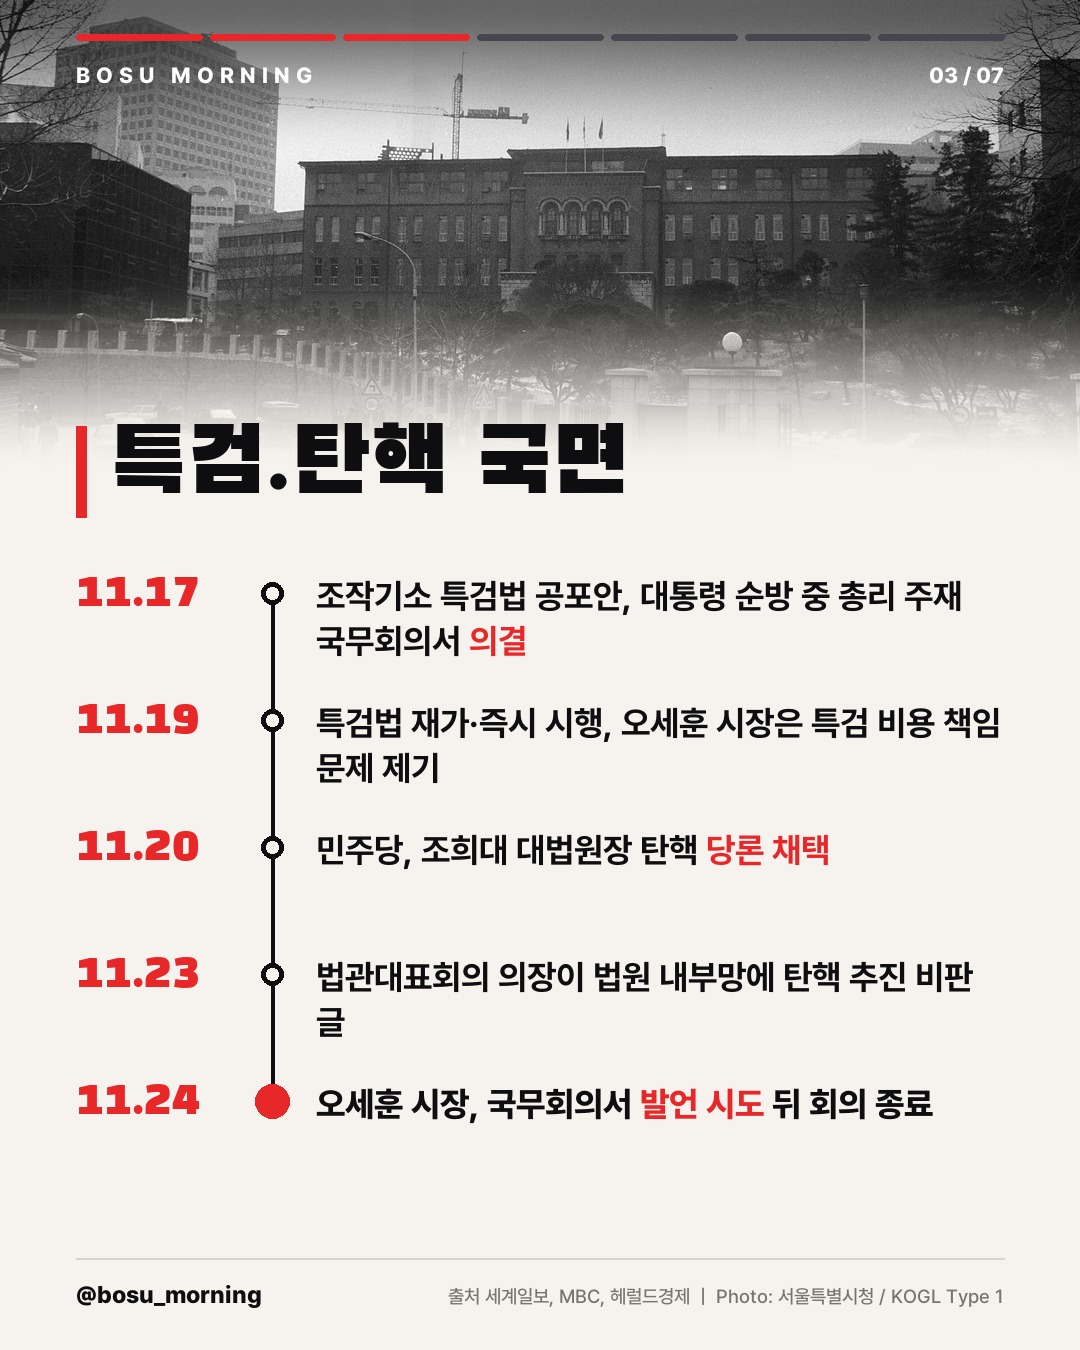 BOSU MORNING
03 / 07
특검.탄핵 국면
11.17
조작기소 특검법 공포안, 대통령 순방 중 총리 주재
국무회의서 의결
11.19
특검법 재가·즉시 시행, 오세훈 시장은 특검 비용 책임
문제 제기
11.20
민주당, 조희대 대법원장 탄핵 당론 채택
11.23
법관대표회의 의장이 법원 내부망에 탄핵 추진 비판
글
11.24
오세훈 시장, 국무회의서 발언 시도 뒤 회의 종료
@bosu_morning
출처 세계일보, MBC, 헤럴드경제 | Photo: 서울특별시청 / KOGL Type 1